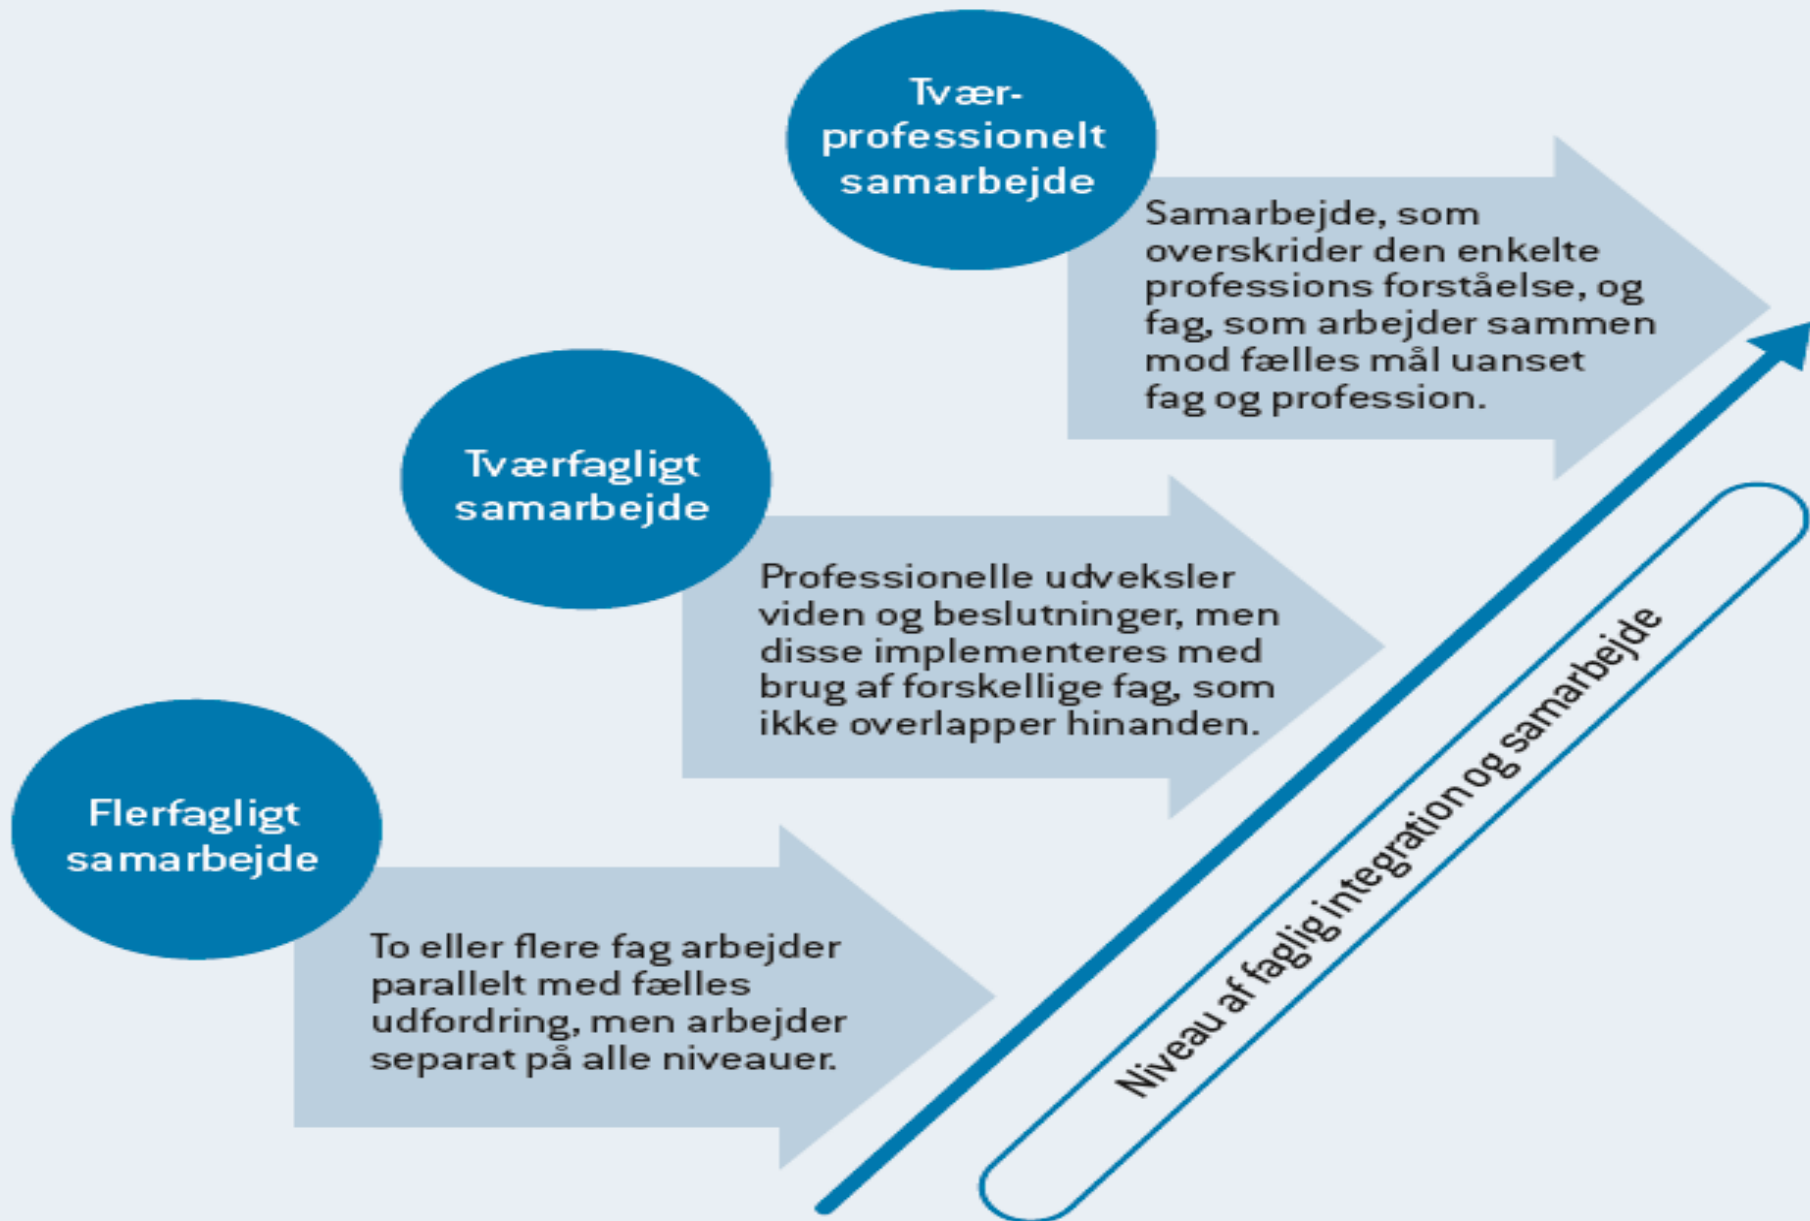 Tvær-
professionelt
samarbejde
Samarbejde, som
overskrider den enkelte
professions forståelse, og
fag, som arbejder sammen
mod fælles mål uanset
fag og profession.
Tværfagligt
samarbejde
Professionelle udveksler
viden og beslutninger, men
disse implementeres med
brug af forskellige fag, som
ikke overlapper hinanden.
Flerfagligt
samarbejde
To eller flere fag arbejder
parallelt med fælles
udfordring, men arbejder
separat på alle niveauer.
Niveau af faglig integration og samarbejde